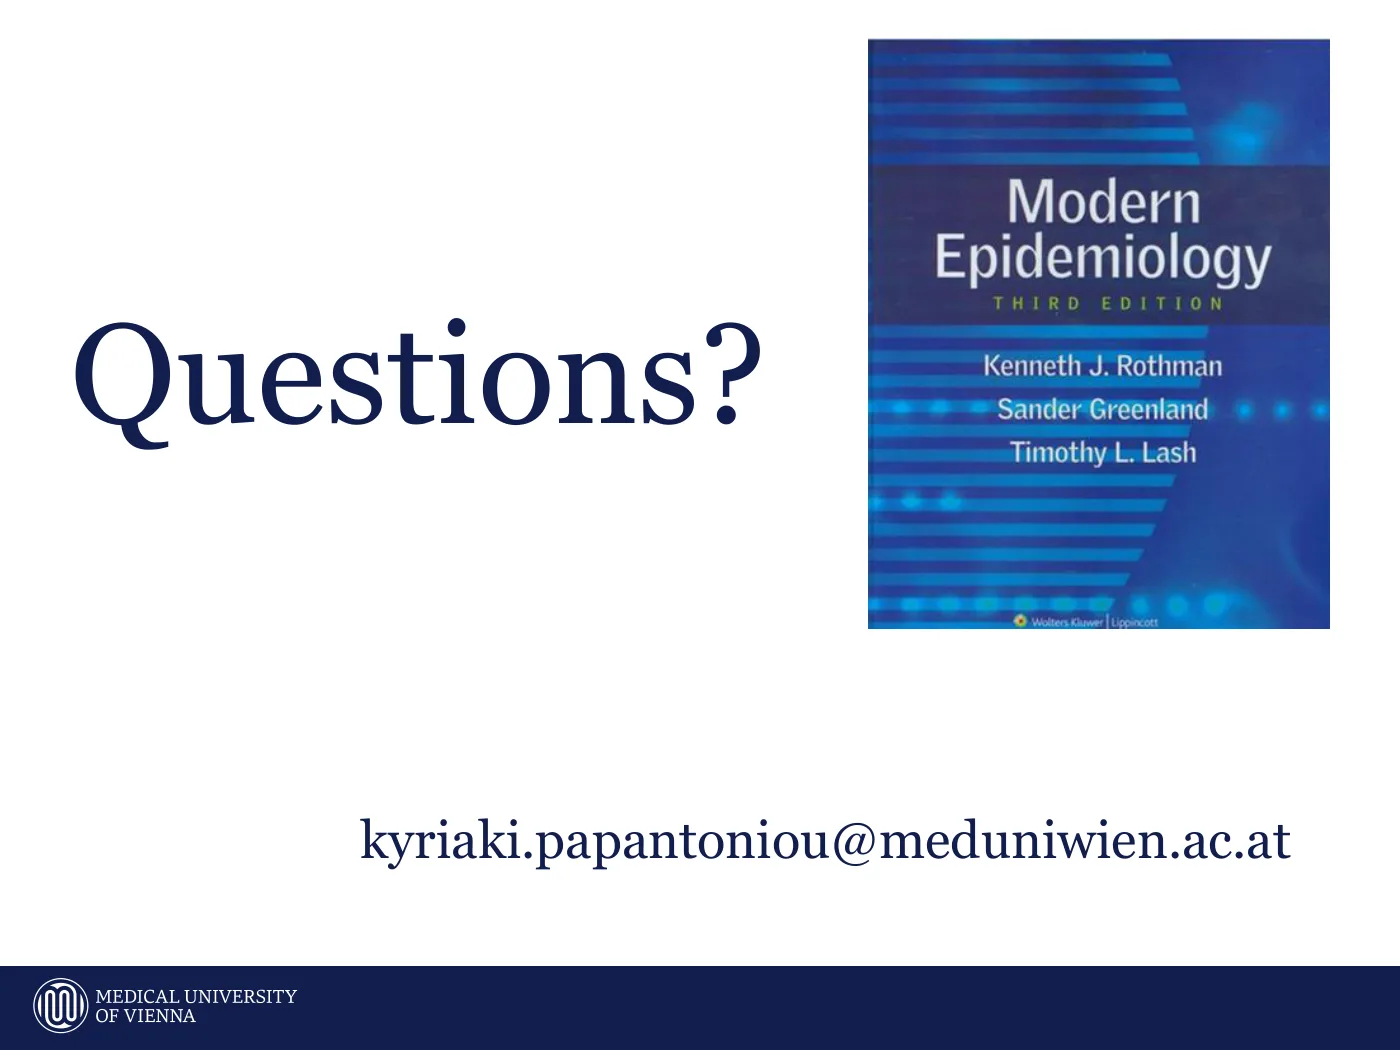 Questions?
Modern
Epidemiology
THIRD EDITION
Kenneth J. Rothman
Sander Greenland
Timothy L. Lash
Wolters Kluwer | Lippincott
kyriaki.papantoniou@meduniwien.ac.at
MEDICAL UNIVERSITY
OF VIENNA